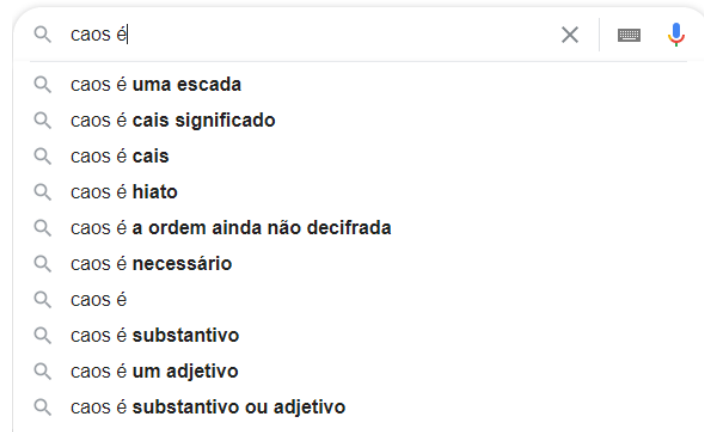 caos é
caos é uma escada
caos é cais significado
caos é cais
caos é hiato
caos é a ordem ainda não decifrada
caos é necessário
caos é
caos é substantivo
caos é um adjetivo
caos é substantivo ou adjetivo